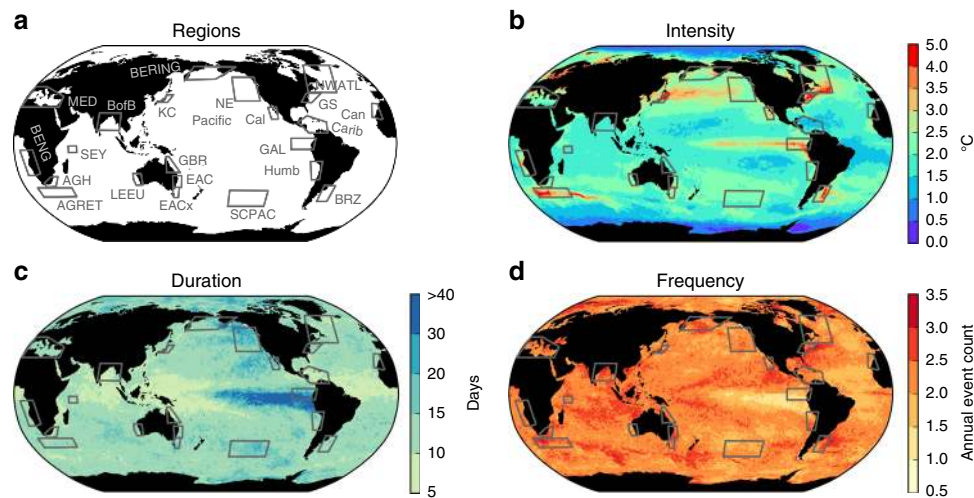 a
Regions
BERING
NWATL
MED
BofB
KC
NE
Pacific
Cal
GS
Can
Carib
BENG
SEY
GAL
GBR
Humb
AGH
LEEU
EAC
AGRET
EACx
SCPAC
BRZ
b
Intensity
5.0
4.0
3.5
3.0
2.5
2.0
1.5
1.0
0.5
0.0
°C
c
Duration
>40
30
20
15
10
5
Days
d
Frequency
3.5
3.0
2.5
2.0
1.5
1.0
0.5
Annual event count